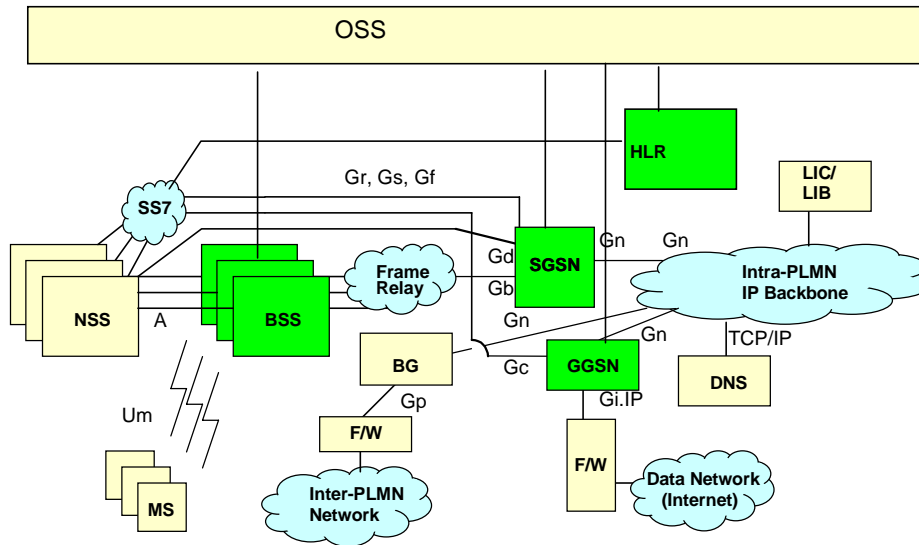 OSS
HLR
LIC/
LIB
Gr, Gs, Gf
SS7
Gd
Gn
Gn
SGSN
Frame
Relay
Intra-PLMN
IP Backbone
Gb
NSS
A
BSS
Gn
Gn
TCP/IP
BG
Gc
GGSN
DNS
Gp
Gi.IP
Um
F/W
F/W
MS
Inter-PLMN
Network
Data Network
(Internet)